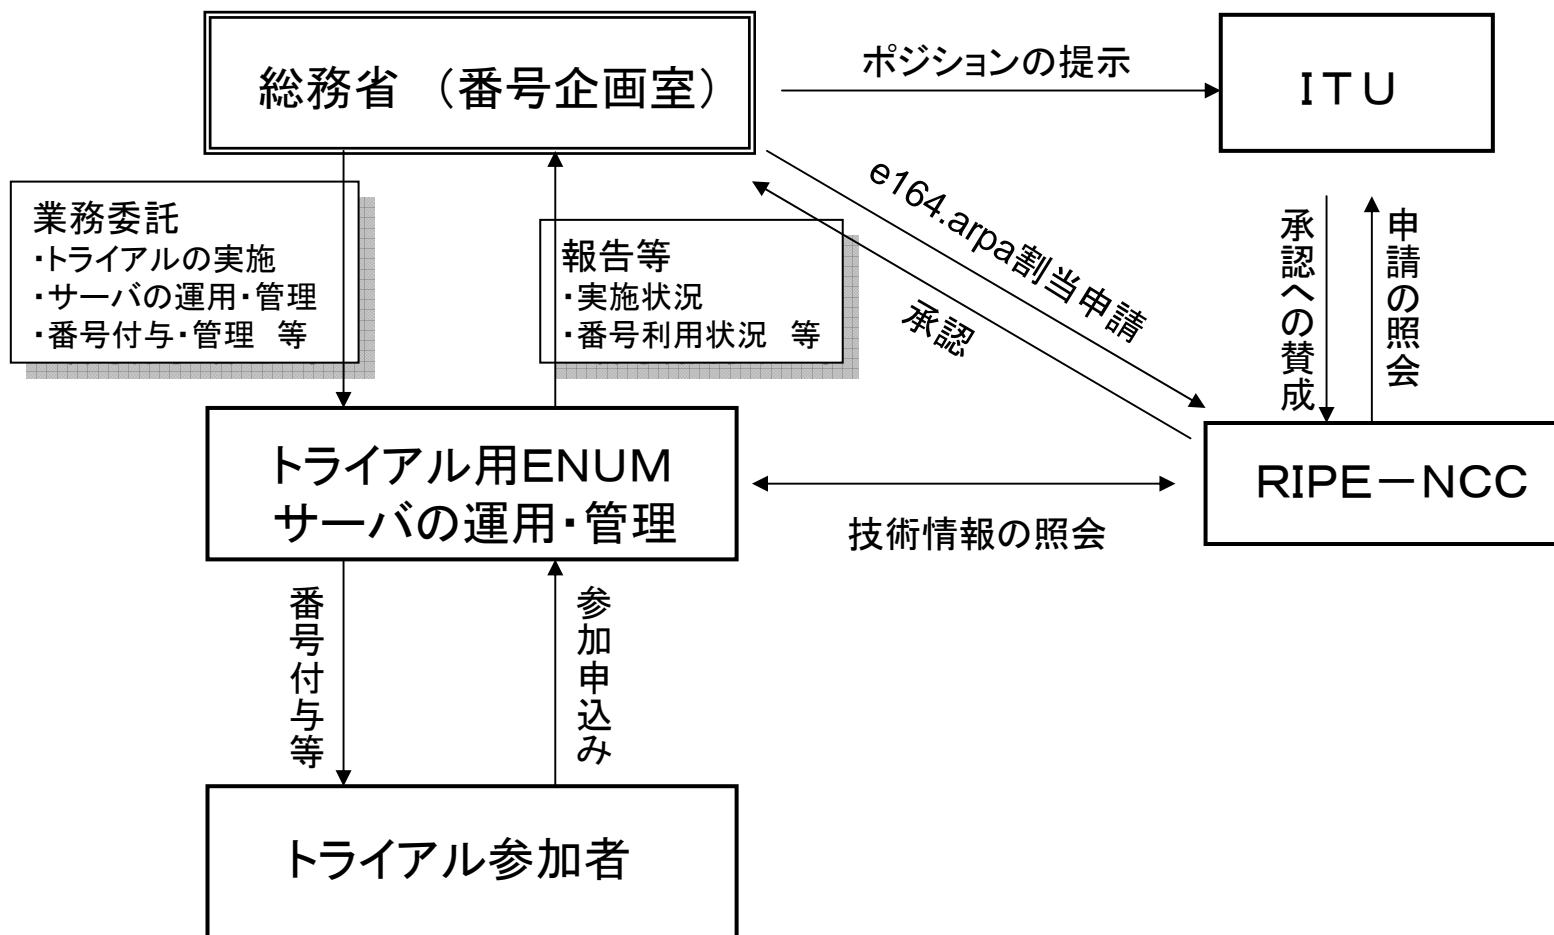 総務省　（番号企画室）
ポジションの提示
ＩＴＵ
業務委託
・トライアルの実施
・サーバの運用・管理
・番号付与・管理　等
報告等
・実施状況
・番号利用状況　等
e164.arpa割当申請
承認
承認への賛成
申請の照会
トライアル用ＥＮＵＭ
サーバの運用・管理
技術情報の照会
ＲＩＰＥ－ＮＣＣ
番号付与等
参加申込み
トライアル参加者